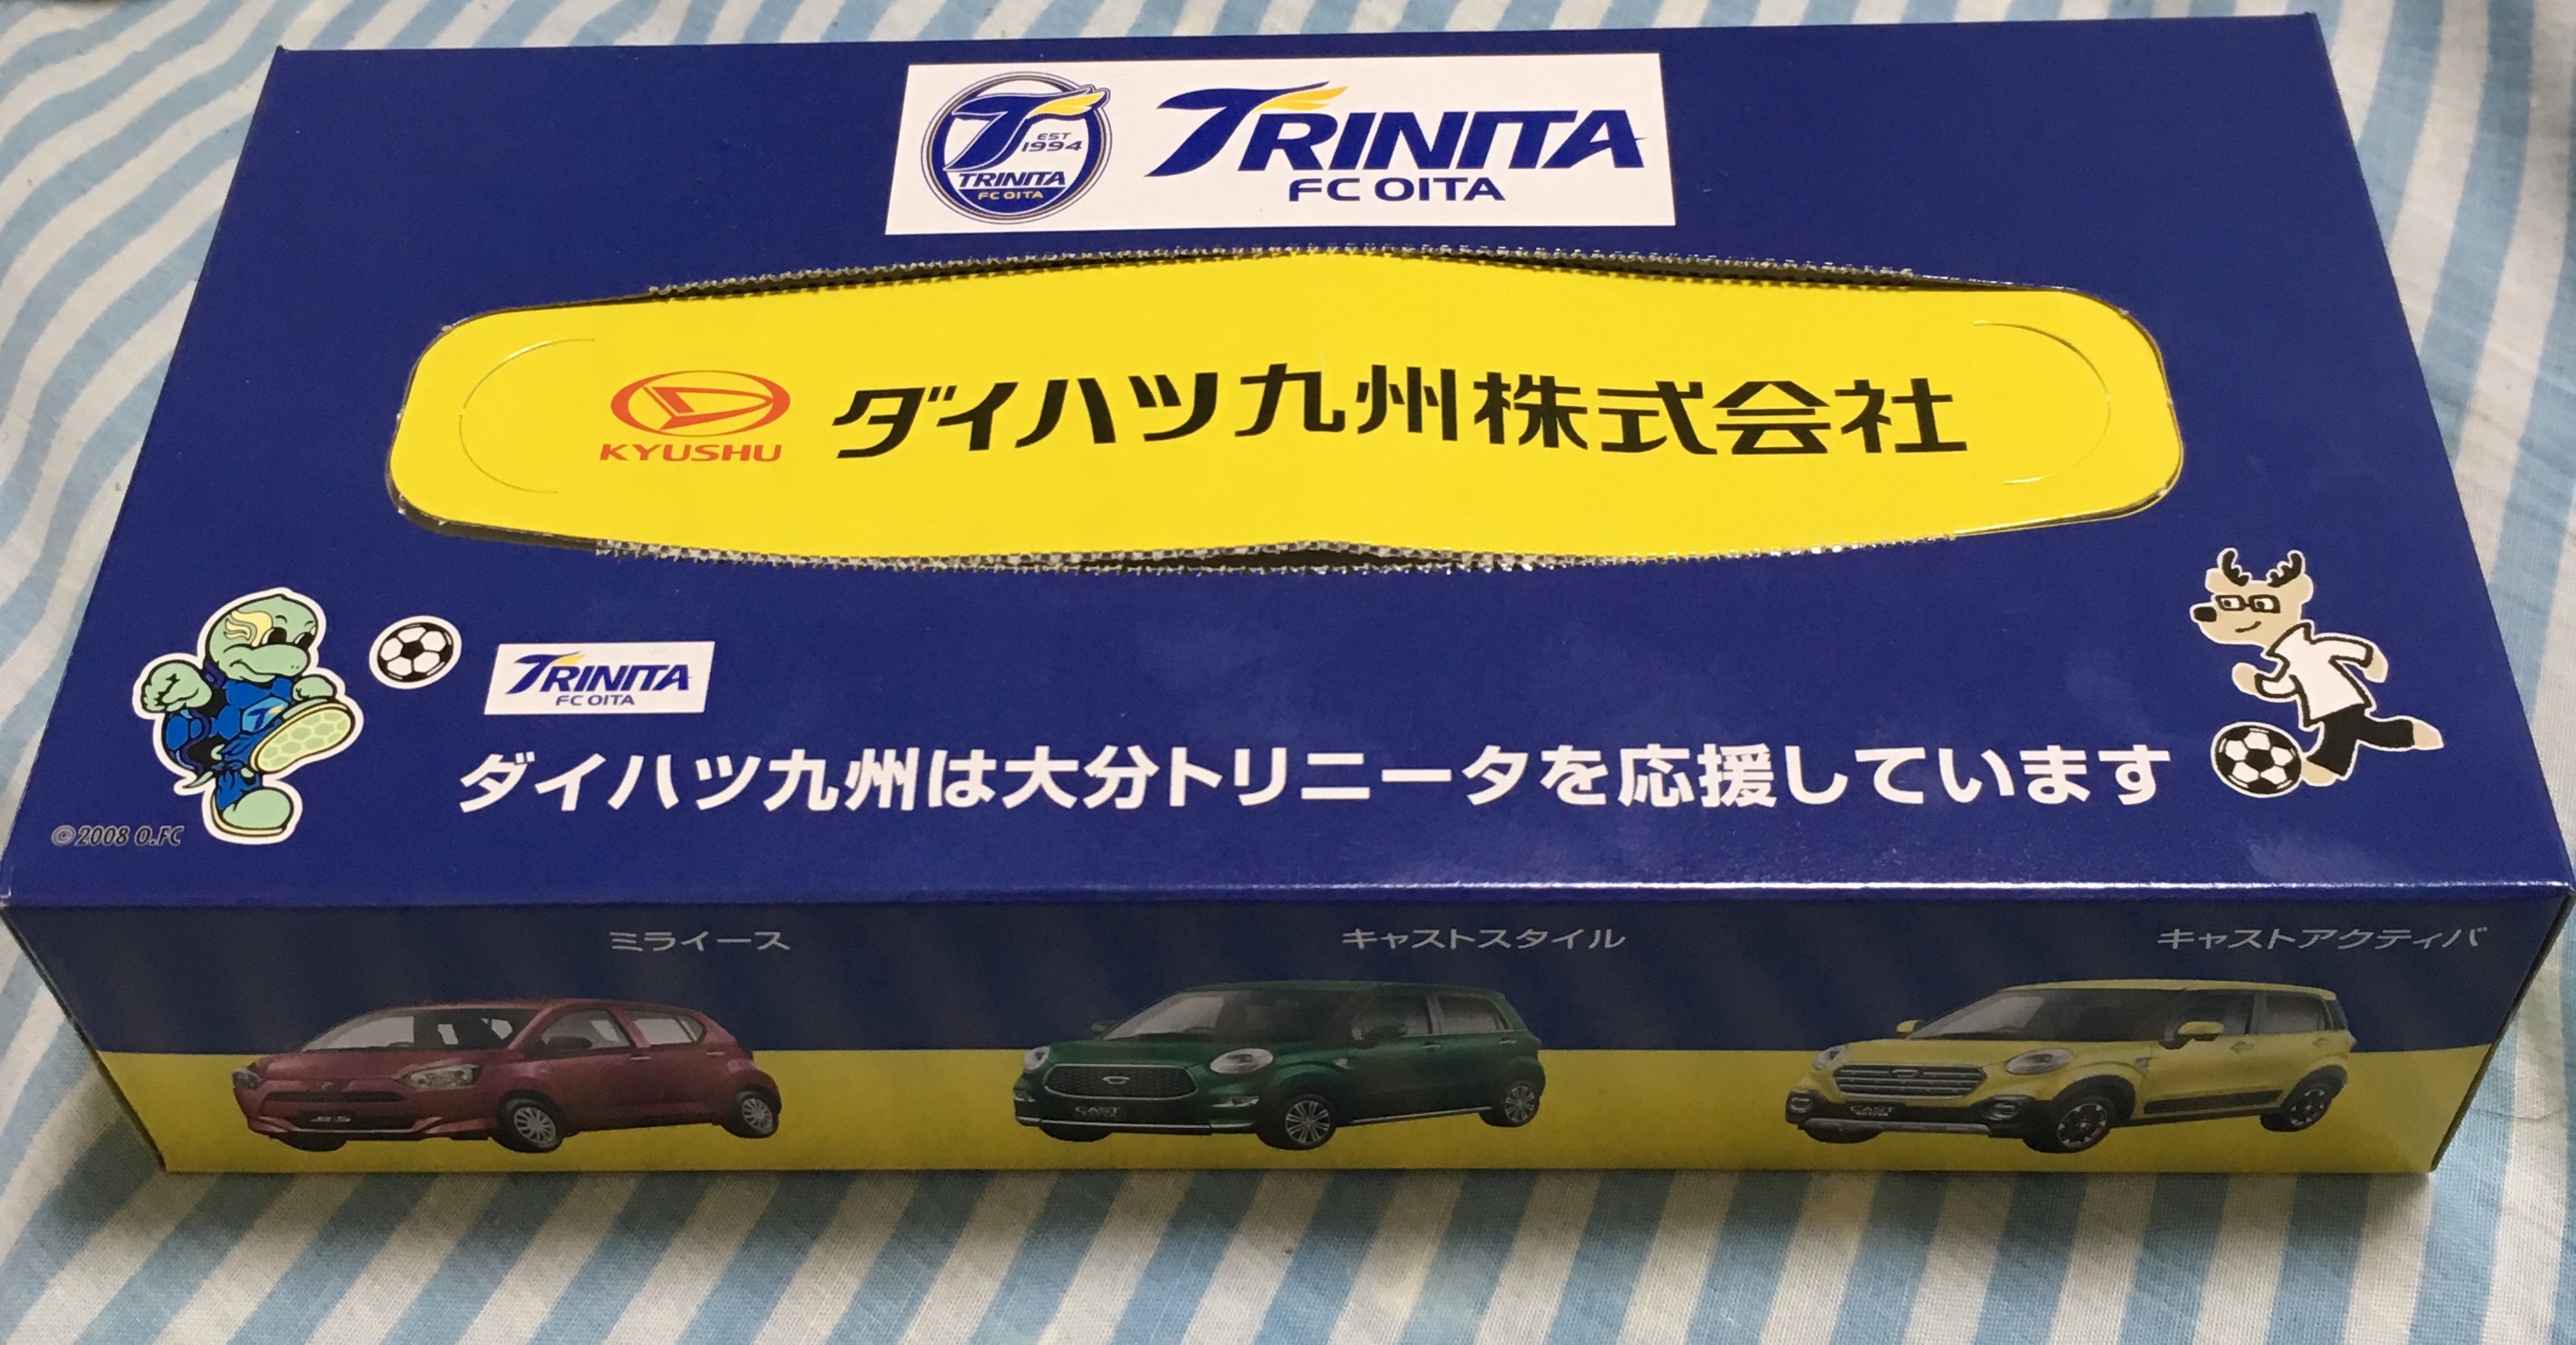 EST
1994
TRINITA
FC OITA
TRINITA
FC OITA
KYUSHU
ダイハツ九州株式会社
TRINITA
FC OITA
ダイハツ九州は大分トリニータを応援しています
©2008 O.FC
ミライース
キャストスタイル
キャストアクティバ
CAST
CAST